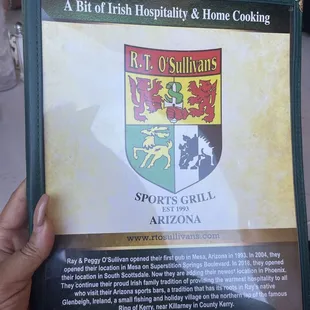 A Bit of Irish Hospitality & Home Cooking
R.T. O'Sullivans
SPORTS GRILL
EST 1993
ARIZONA
www.rtosullivans.com
Ray & Peggy O'Sullivan opened their first pub in Mesa, Arizona in 1993. In 2004, they
opened their location in Mesa on Superstition Springs Boulevard. In 2010, they opened
their location in South Scottsdale. Now they are adding their newest location in Phoenix.
They continue their proud Irish family tradition of providing the warmest hospitality to all
who visit their Arizona sports bars, a tradition that has its roots in Ray's native
Glenbeigh, Ireland, a small fishing and holiday village on the northern tip of the famous
Ring of Kerry, near Killarney in County Kerry.